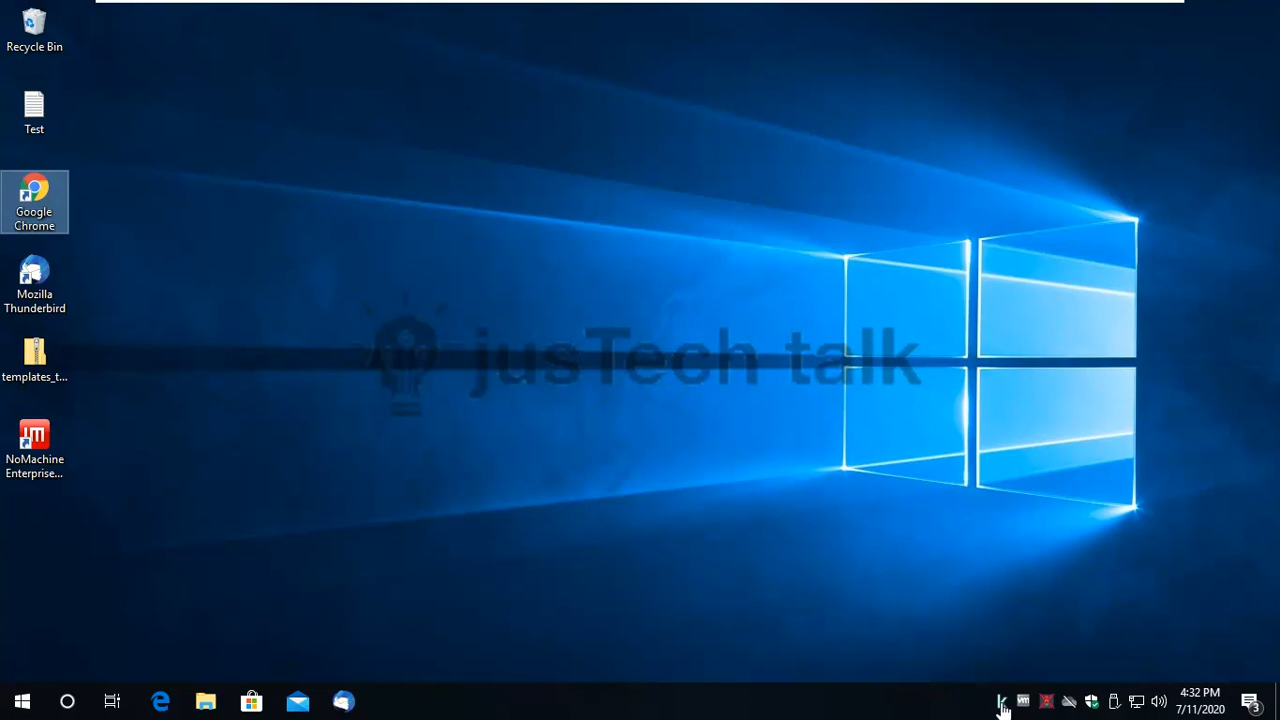 Recycle Bin
Test
Google
Chrome
Mozilla
Thunderbird
templates_t...
NoMachine
Enterprise...
jusTech talk
4:32 PM
7/11/2020
3